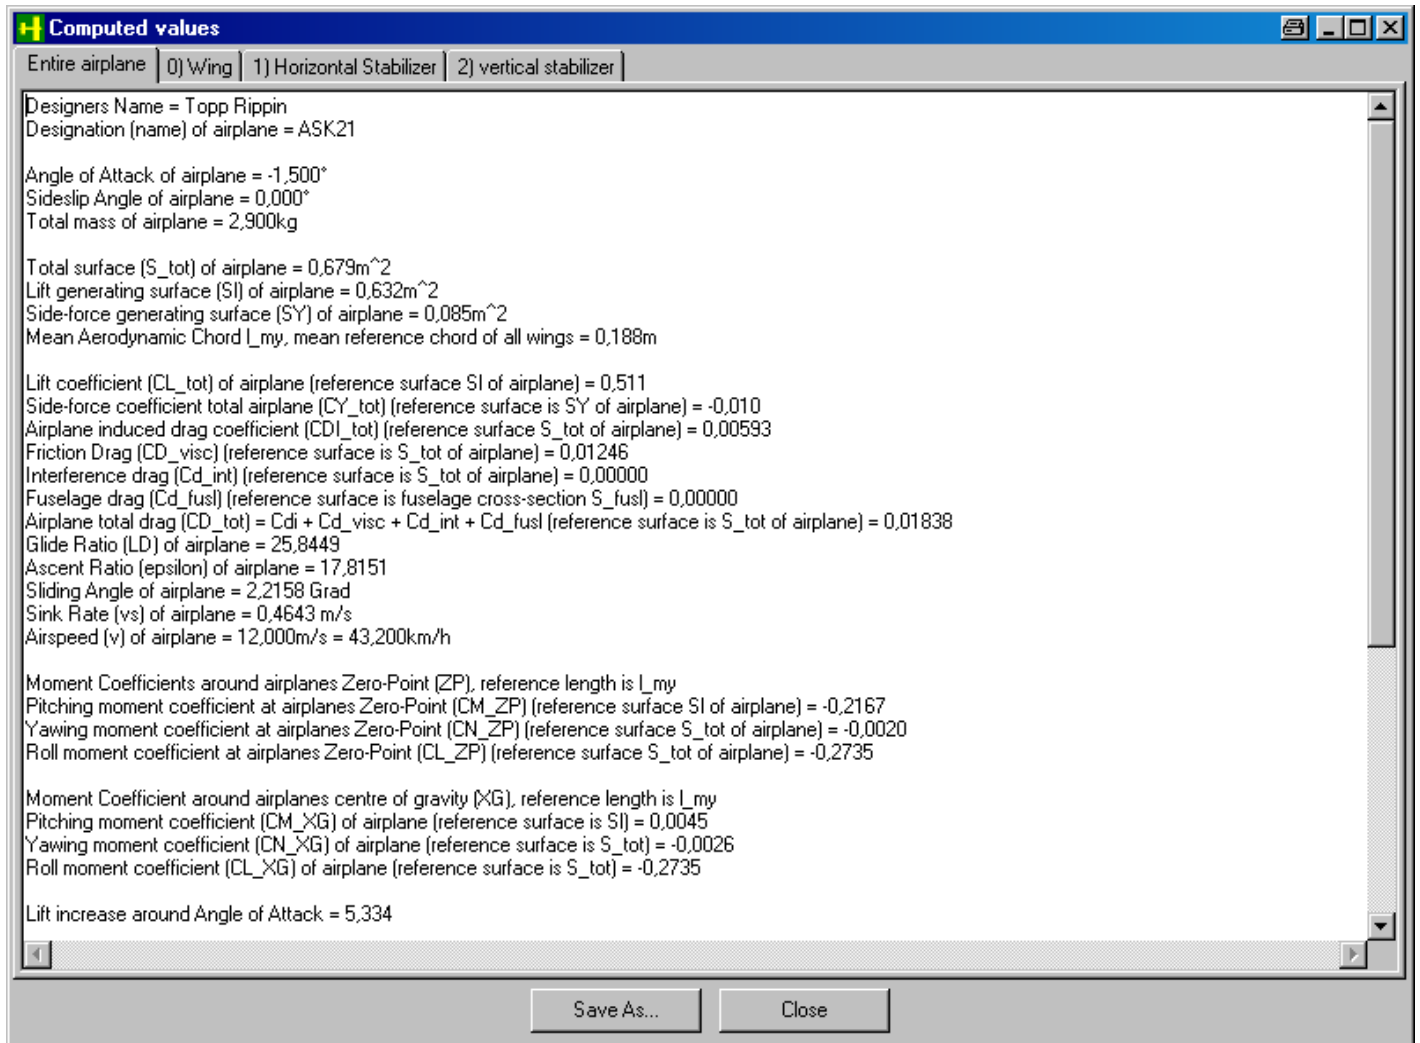 Computed values
Entire airplane
0) Wing
1) Horizontal Stabilizer
2) vertical stabilizer
Designers Name = Topp Rippin
Designation (name) of airplane = ASK21
Angle of Attack of airplane = -1,500°
Sideslip Angle of airplane = 0,000°
Total mass of airplane = 2,900kg
Total surface (S_tot) of airplane = 0,679m^2
Lift generating surface (Sl) of airplane = 0,632m^2
Side-force generating surface (SY) of airplane = 0,085m^2
Mean Aerodynamic Chord l_my, mean reference chord of all wings = 0,188m
Lift coefficient (CL_tot) of airplane (reference surface Sl of airplane) = 0,511
Side-force coefficient total airplane (CY_tot) (reference surface is SY of airplane) = -0,010
Airplane induced drag coefficient (CDI_tot) (reference surface S_tot of airplane) = 0,00593
Friction Drag (CD_visc) (reference surface is S_tot of airplane) = 0,01246
Interference drag (Cd_int) (reference surface is S_tot of airplane) = 0,00000
Fuselage drag (Cd_fusl) (reference surface is fuselage cross-section S_fusl) = 0,00000
Airplane total drag (CD_tot) = Cdi + Cd_visc + Cd_int + Cd_fusl (reference surface is S_tot of airplane) = 0,01838
Glide Ratio (LD) of airplane = 25,8449
Ascent Ratio (epsilon) of airplane = 17,8151
Sliding Angle of airplane = 2,2158 Grad
Sink Rate (vs) of airplane = 0,4643 m/s
Airspeed (v) of airplane = 12,000m/s = 43,200km/h
Moment Coefficients around airplanes Zero-Point (ZP), reference length is l_my
Pitching moment coefficient at airplanes Zero-Point (CM_ZP) (reference surface Sl of airplane) = -0,2167
Yawing moment coefficient at airplanes Zero-Point (CN_ZP) (reference surface S_tot of airplane) = -0,0020
Roll moment coefficient at airplanes Zero-Point (CL_ZP) (reference surface S_tot of airplane) = -0,2735
Moment Coefficient around airplanes centre of gravity (XG), reference length is l_my
Pitching moment coefficient (CM_XG) of airplane (reference surface is Sl) = 0,0045
Yawing moment coefficient (CN_XG) of airplane (reference surface is S_tot) = -0,0026
Roll moment coefficient (CL_XG) of airplane (reference surface is S_tot) = -0,2735
Lift increase around Angle of Attack = 5,334
Save As...
Close